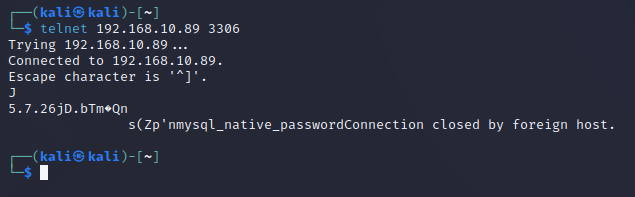 ┌──(kali㉿kali)-[~]
└─$ telnet 192.168.10.89 3306
Trying 192.168.10.89...
Connected to 192.168.10.89.
Escape character is '^]'.
J
5.7.26jD.bTm�Qn
s(Zp'nmysql_native_passwordConnection closed by foreign host.
┌──(kali㉿kali)-[~]
└─$